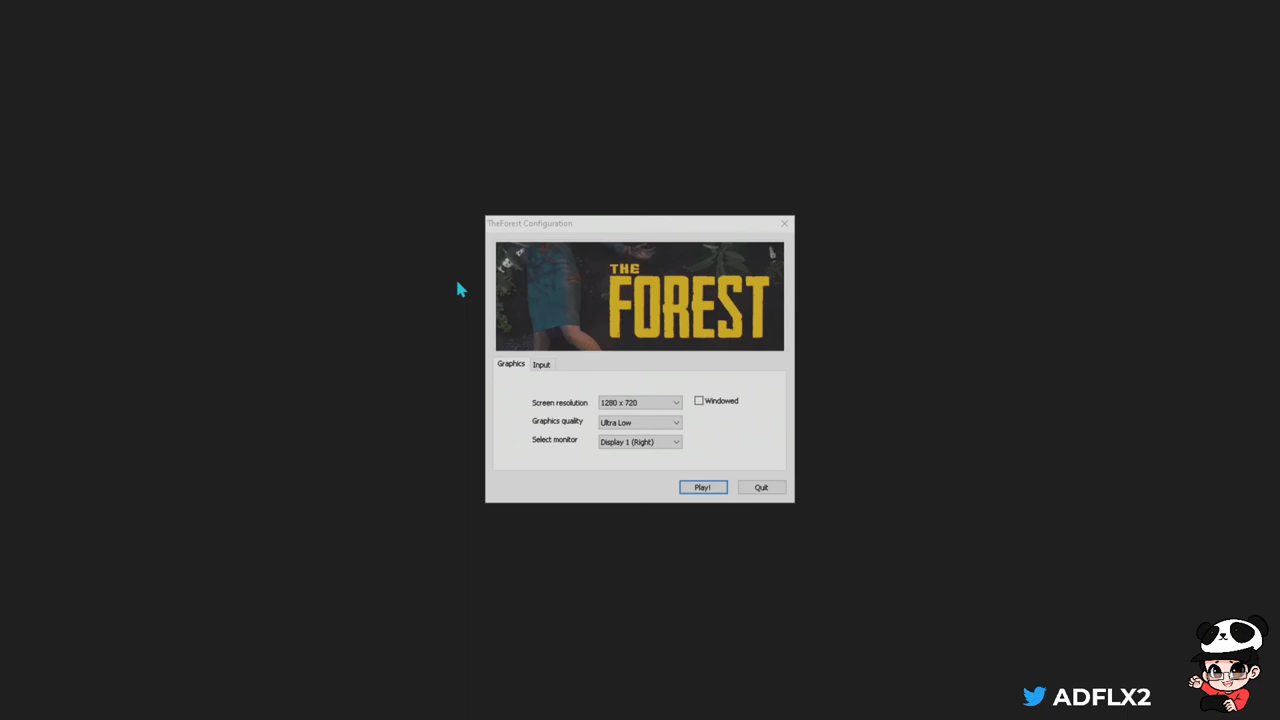 TheForest Configuration
THE
FOREST
Graphics Input
Screen resolution 1280 x 720 Windowed
Graphics quality Ultra Low
Select monitor Display 1 (Right)
Play! Quit
ADFLX2